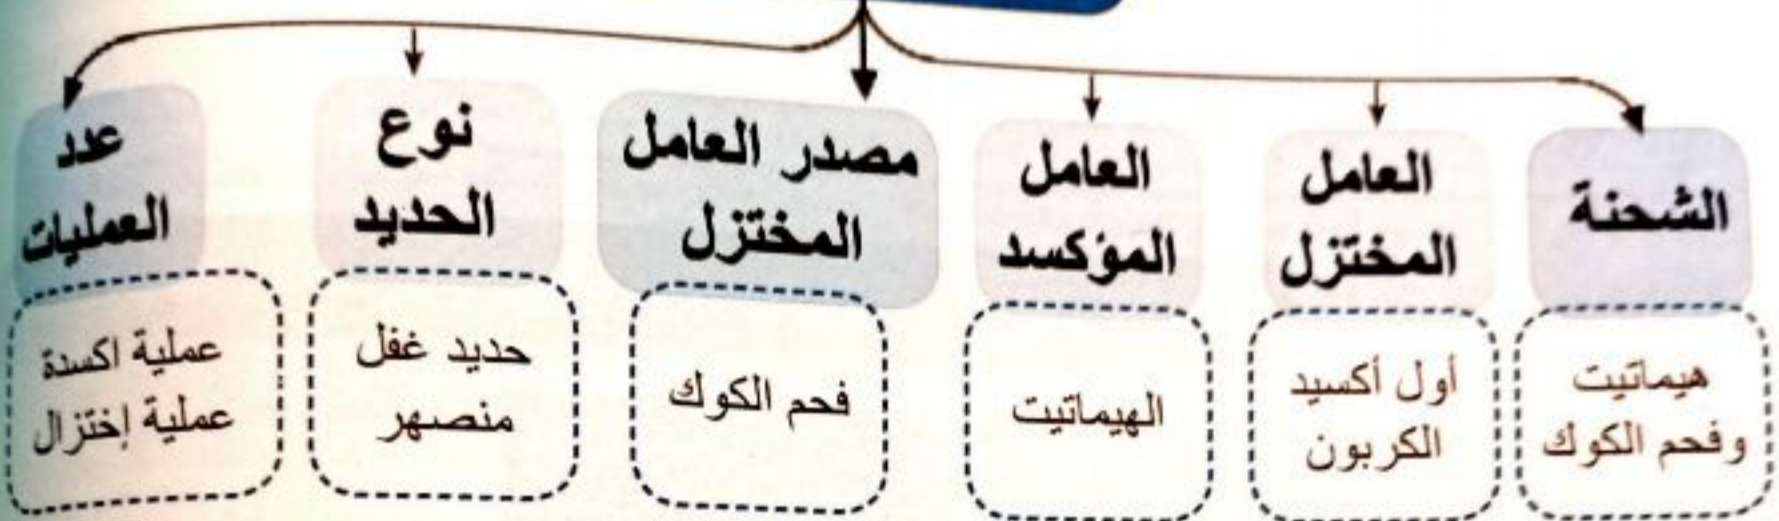 الشحنة
هيماتيت
وفحم الكوك
العامل
المختزل
أول أكسيد
الكربون
العامل
المؤكسد
الهيماتيت
مصدر العامل
المختزل
فحم الكوك
نوع
الحديد
حديد غفل
منصهر
عدد
العمليات
عملية اكسدة
عملية إختزال